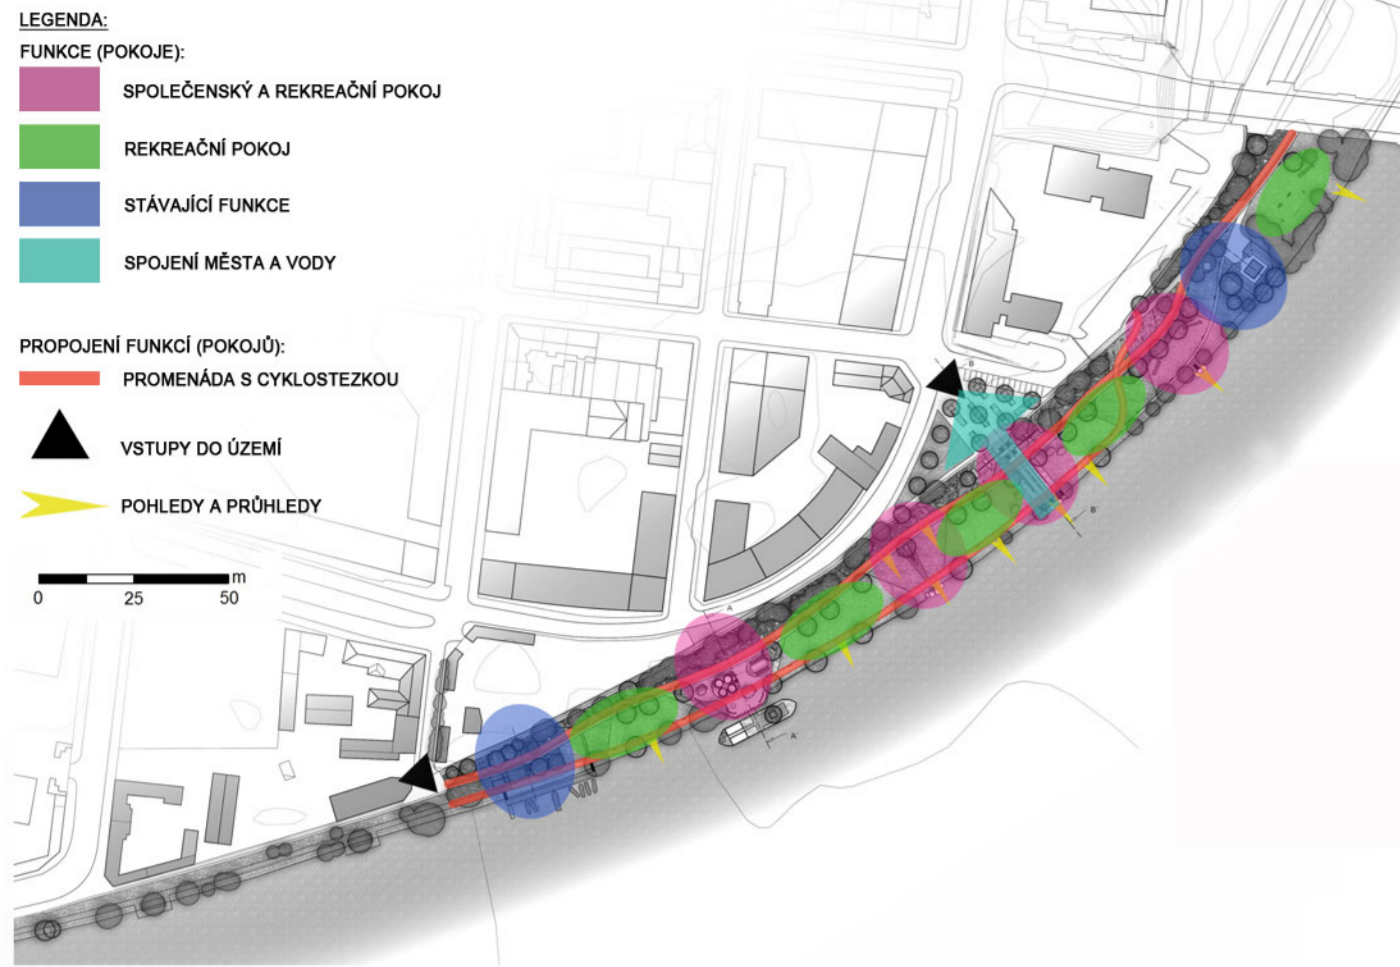 LEGENDA:
FUNKCE (POKOJE):
SPOLEČENSKÝ A REKREAČNÍ POKOJ
REKREAČNÍ POKOJ
STÁVAJÍCÍ FUNKCE
SPOJENÍ MĚSTA A VODY
PROPOJENÍ FUNKCÍ (POKOJŮ):
PROMENÁDA S CYKLOSTEZKOU
VSTUPY DO ÚZEMÍ
POHLEDY A PRŮHLEDY
m
0 25 50
B
B'
A
A'